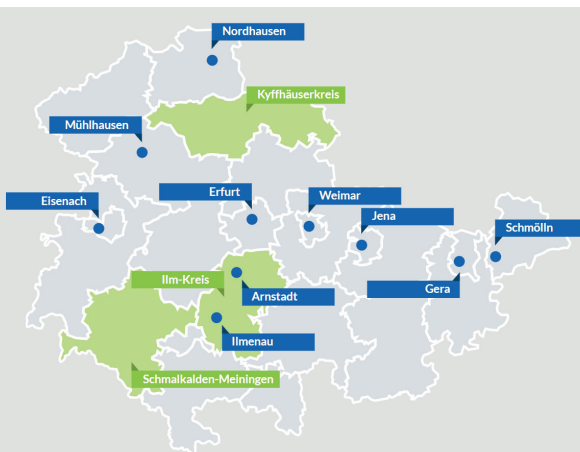 Nordhausen
Kyffhäuserkreis
Mühlhausen
Erfurt
Weimar
Eisenach
Jena
Schmölln
Ilm-Kreis
Gera
Arnstadt
Ilmenau
Schmalkalden-Meiningen